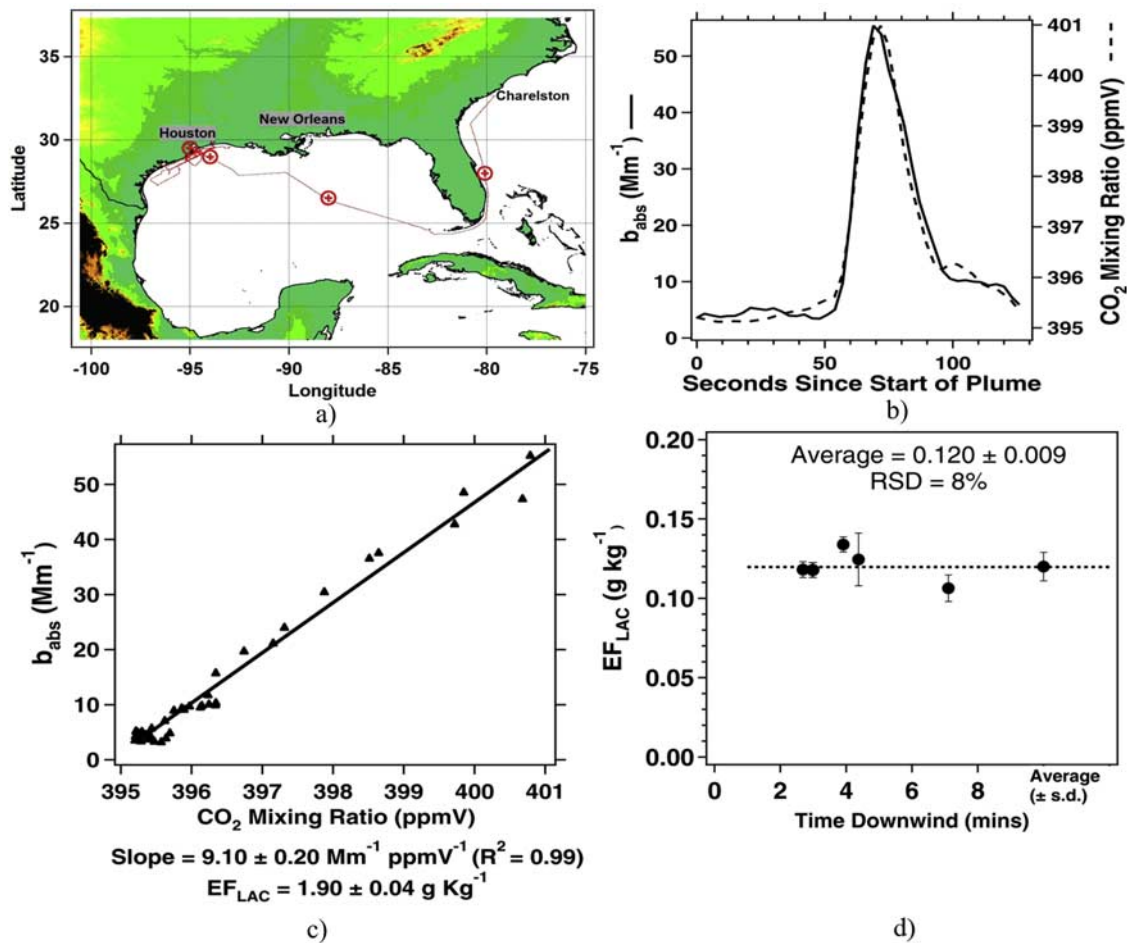 35
30
25
20
Latitude
Houston
New Orleans
Charelston
-100
-95
-90
-85
-80
-75
Longitude
a)
50
40
30
20
10
0
b_abs (Mm⁻¹)
401
400
399
398
397
396
395
CO₂ Mixing Ratio (ppmV)
0
50
100
Seconds Since Start of Plume
b)
50
40
30
20
10
0
b_abs (Mm⁻¹)
395
396
397
398
399
400
401
CO₂ Mixing Ratio (ppmV)
Slope = 9.10 ± 0.20 Mm⁻¹ ppmV⁻¹ (R² = 0.99)
EF_LAC = 1.90 ± 0.04 g Kg⁻¹
c)
0.20
0.15
0.10
0.05
0.00
EF_LAC (g kg⁻¹)
Average = 0.120 ± 0.009
RSD = 8%
0
2
4
6
8
Average
(± s.d.)
Time Downwind (mins)
d)